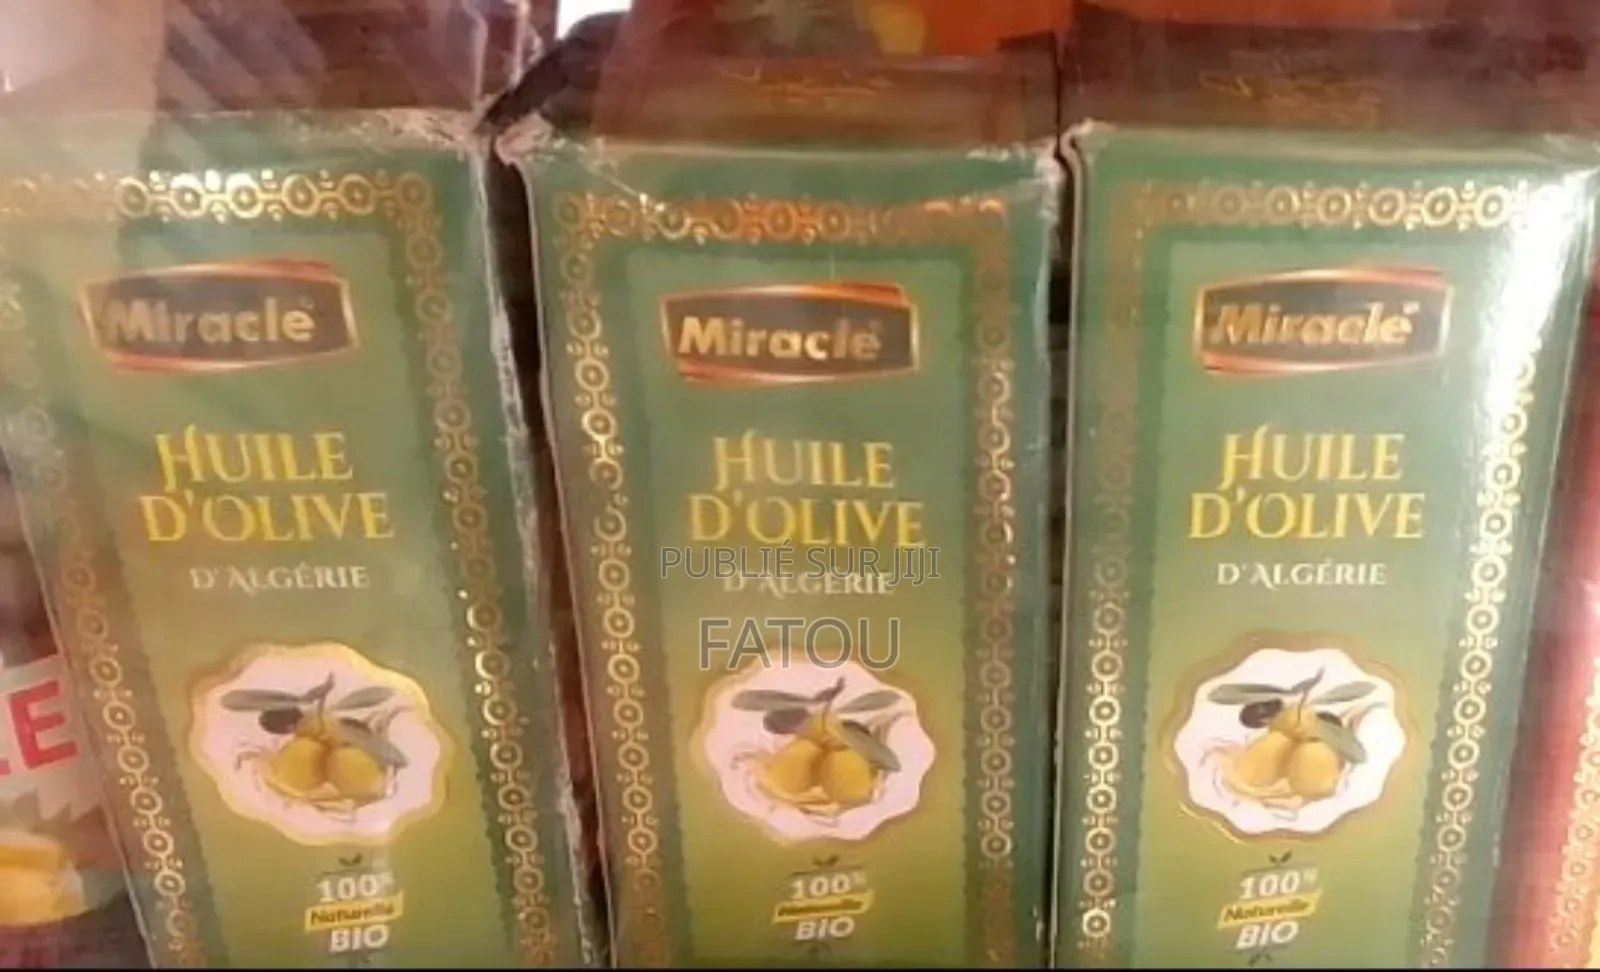 Miracle
HUILE
D'OLIVE
D'ALGÉRIE
100%
Naturelle
BIO
Miracle
HUILE
D'OLIVE
D'ALGÉRIE
PUBLIÉ SUR JIJI
FATOU
100%
Naturelle
BIO
Miracle
HUILE
D'OLIVE
D'ALGÉRIE
100%
Naturelle
BIO